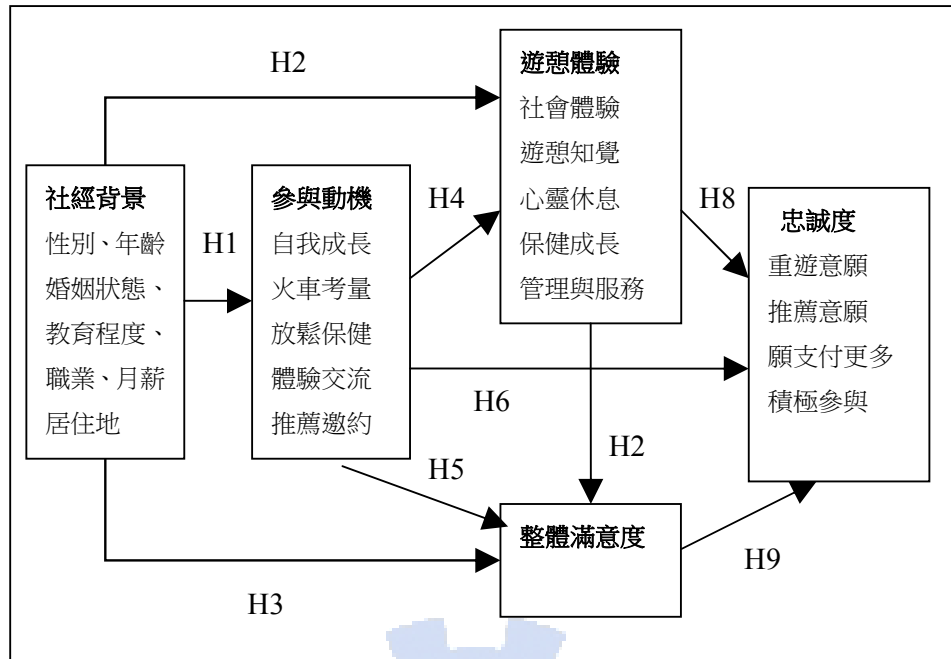 H2
遊憩體驗
社會體驗
遊憩知覺
心靈休息
保健成長
管理與服務
社經背景
性別、年齡
婚姻狀態、
教育程度、
職業、月薪
居住地
H1
參與動機
自我成長
火車考量
放鬆保健
體驗交流
推薦邀約
H4
H8
忠誠度
重遊意願
推薦意願
願支付更多
積極參與
H6
H5
H2
整體滿意度
H9
H3